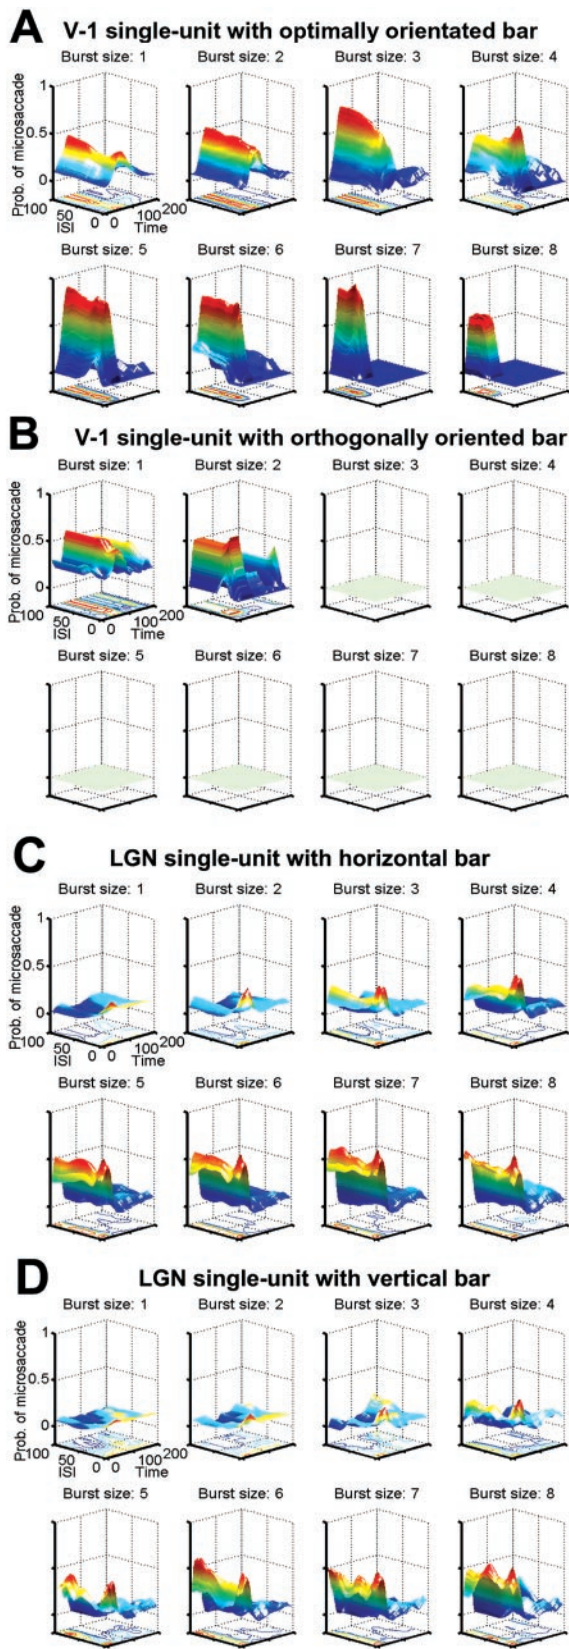 A V-1 single-unit with optimally orientated bar
Burst size: 1 Burst size: 2 Burst size: 3 Burst size: 4
Prob. of microsaccade
1
0.5
0
100 50 0 0 100 200
ISI Time
Burst size: 5 Burst size: 6 Burst size: 7 Burst size: 8
B V-1 single-unit with orthogonally oriented bar
Burst size: 1 Burst size: 2 Burst size: 3 Burst size: 4
Prob. of microsaccade
1
0.5
0
100 50 0 0 100 200
ISI Time
Burst size: 5 Burst size: 6 Burst size: 7 Burst size: 8
C LGN single-unit with horizontal bar
Burst size: 1 Burst size: 2 Burst size: 3 Burst size: 4
Prob. of microsaccade
1
0.5
0
100 50 0 0 100 200
ISI Time
Burst size: 5 Burst size: 6 Burst size: 7 Burst size: 8
D LGN single-unit with vertical bar
Burst size: 1 Burst size: 2 Burst size: 3 Burst size: 4
Prob. of microsaccade
1
0.5
0
100 50 0 0 100 200
ISI Time
Burst size: 5 Burst size: 6 Burst size: 7 Burst size: 8